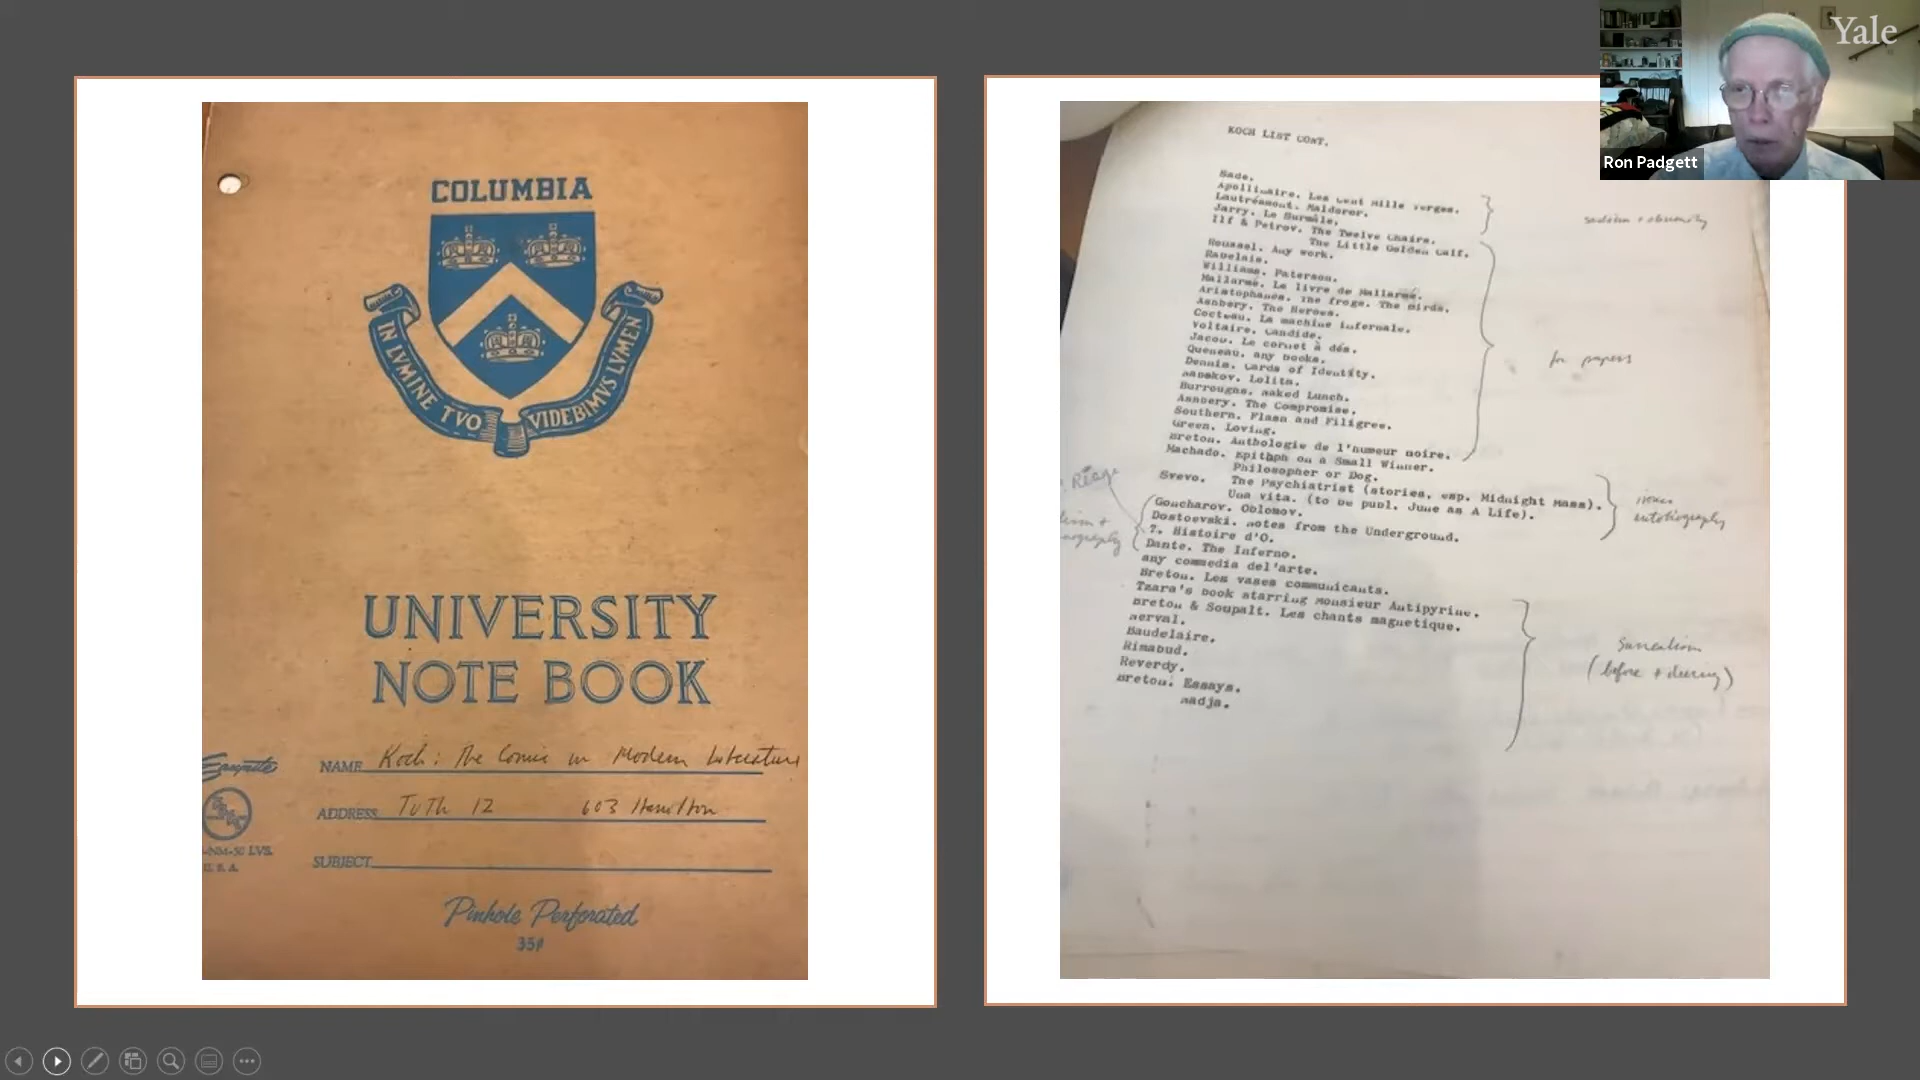 COLUMBIA
IN LVMINE TVO VIDEBIMVS LVMEN
UNIVERSITY
NOTE BOOK
NAME Koch: The Comic in Modern Literature
ADDRESS TuTh 12 603 Hamilton
SUBJECT
U. S. A.
Pinhole Perforated
35¢
KOCH LIST CONT.
Sade.
Apollinaire. Les Cent Mille Verges.
Lautréamont. Maldoror.
Jarry. Le Surmâle.
Ilf & Petrov. The Twelve Chairs.
The Little Golden Calf.
Roussel. Any work.
Rabelais.
Williams. Paterson.
Mallarmé. Le livre de Mallarmé.
Aristophanes. The frogs. The Birds.
Ashbery. The Heroes.
Cocteau. La machine infernale.
Voltaire. Candide.
Jacob. Le cornet à dés.
Queneau. any books.
Dennis. Cards of Identity.
Nabokov. Lolita.
Burroughs. Naked Lunch.
Ashbery. The Compromise.
Southern. Flash and Filigree.
Green. Loving.
Breton. Anthologie de l'humour noire.
Machado. Epitaph on a Small Winner.
Philosopher or Dog.
The Psychiatrist (stories, esp. Midnight Mass).
Svevo. Una vita. (to be publ. June as A Life).
Goncharov. Oblomov.
Dostoevski. Notes from the Underground.
?. Histoire d'O.
Dante. The Inferno.
any commedia del'arte.
Breton. Les vases communicants.
Tzara's book starring Monsieur Antipyrine.
Breton & Soupalt. Les chants magnetique.
Nerval.
Baudelaire.
Rimabud.
Reverdy.
Breton. Essays.
Nadja.
for papers
autobiography
Réage
Surrealism
(before + during)
Yale
Ron Padgett